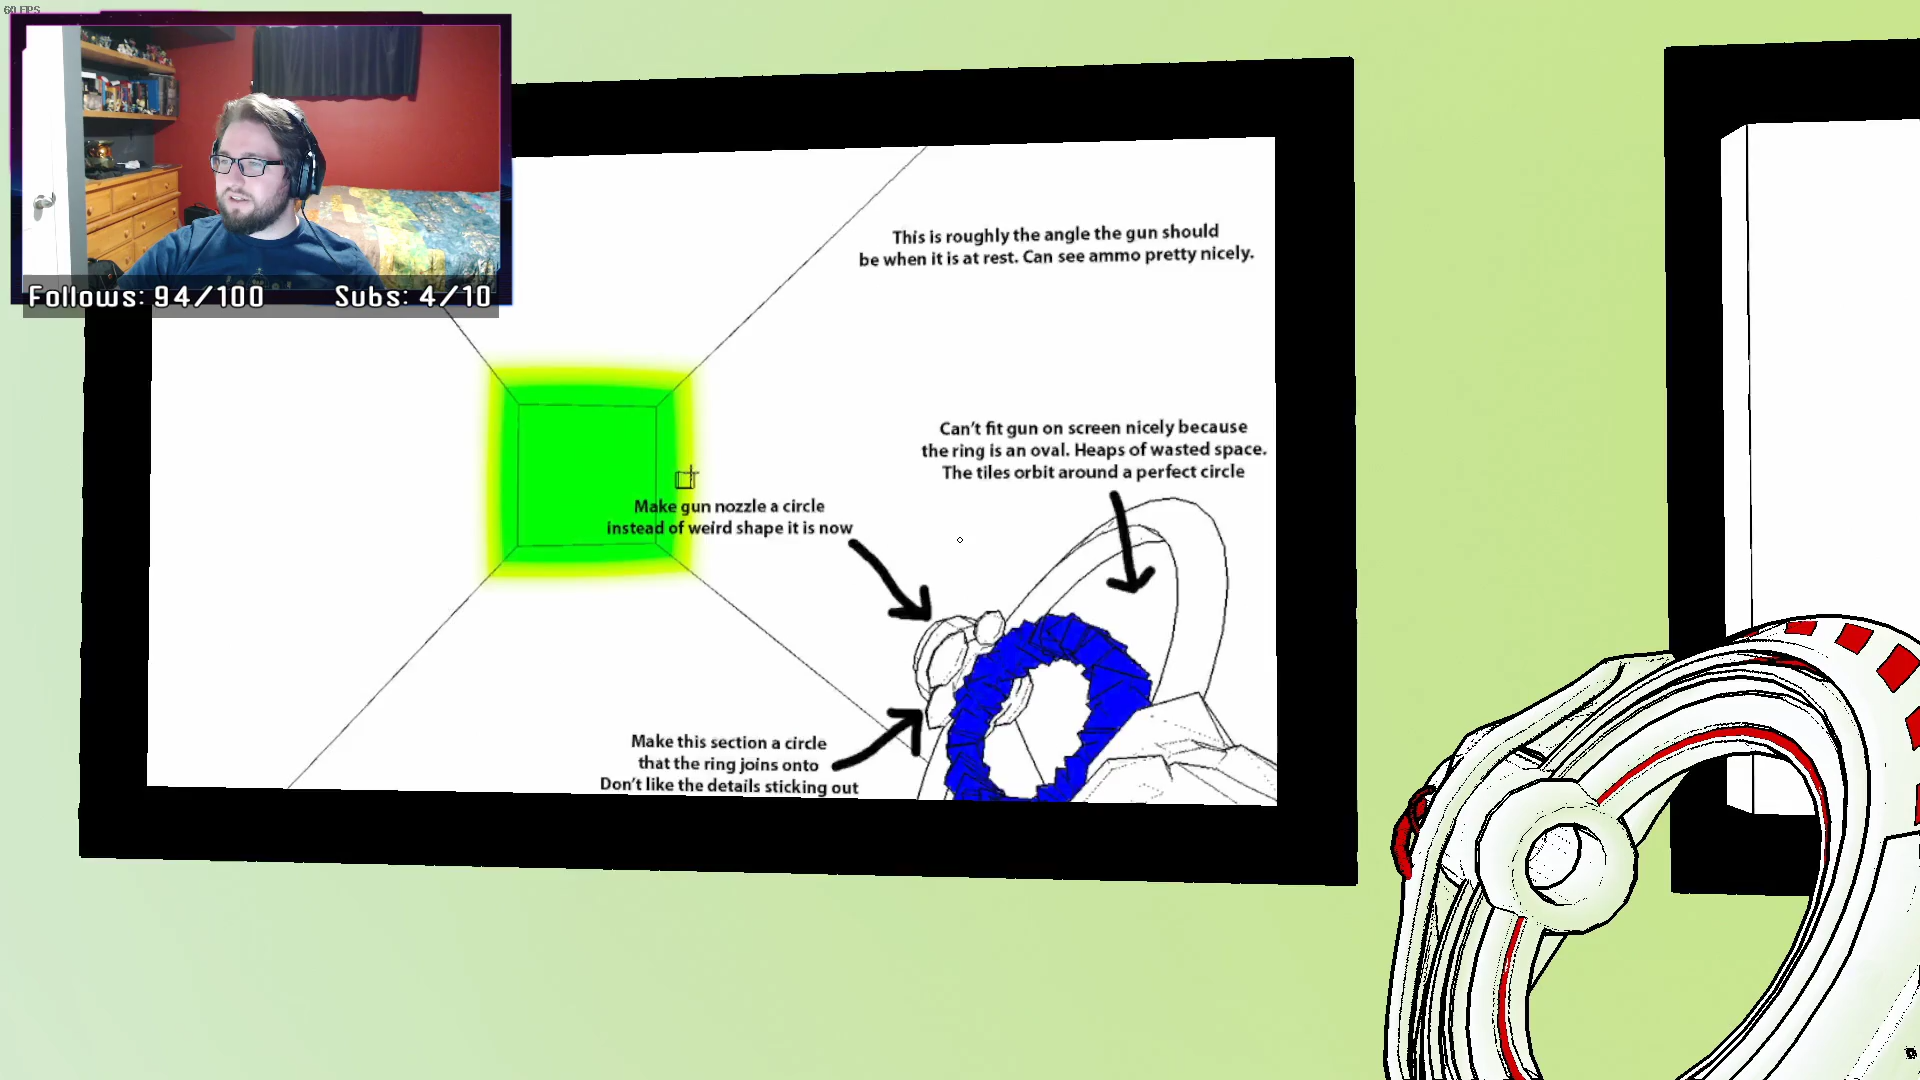 60 FPS
Follows: 94/100
Subs: 4/10
This is roughly the angle the gun should
be when it is at rest. Can see ammo pretty nicely.
Can't fit gun on screen nicely because
the ring is an oval. Heaps of wasted space.
The tiles orbit around a perfect circle
Make gun nozzle a circle
instead of weird shape it is now
Make this section a circle
that the ring joins onto
Don't like the details sticking out